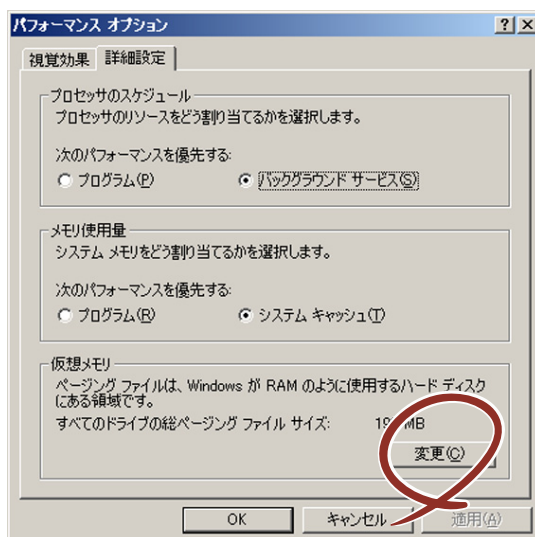 パフォーマンス オプション
視覚効果 詳細設定
プロセッサのスケジュール
プロセッサのリソースをどう割り当てるかを選択します。
次のパフォーマンスを優先する:
プログラム(P) バックグラウンド サービス(S)
メモリ使用量
システム メモリをどう割り当てるかを選択します。
次のパフォーマンスを優先する:
プログラム(R) システム キャッシュ(T)
仮想メモリ
ページング ファイルは、Windows が RAM のように使用するハード ディスク
にある領域です。
すべてのドライブの総ページング ファイル サイズ: MB
変更(C)
OK キャンセル 適用(A)